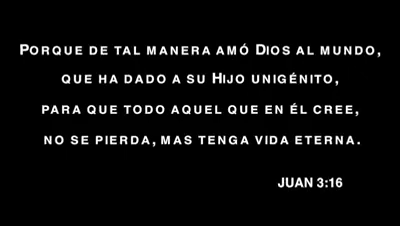 Porque de tal manera amó Dios al mundo,
que ha dado a su Hijo unigénito,
para que todo aquel que en él cree,
no se pierda, mas tenga vida eterna.
JUAN 3:16